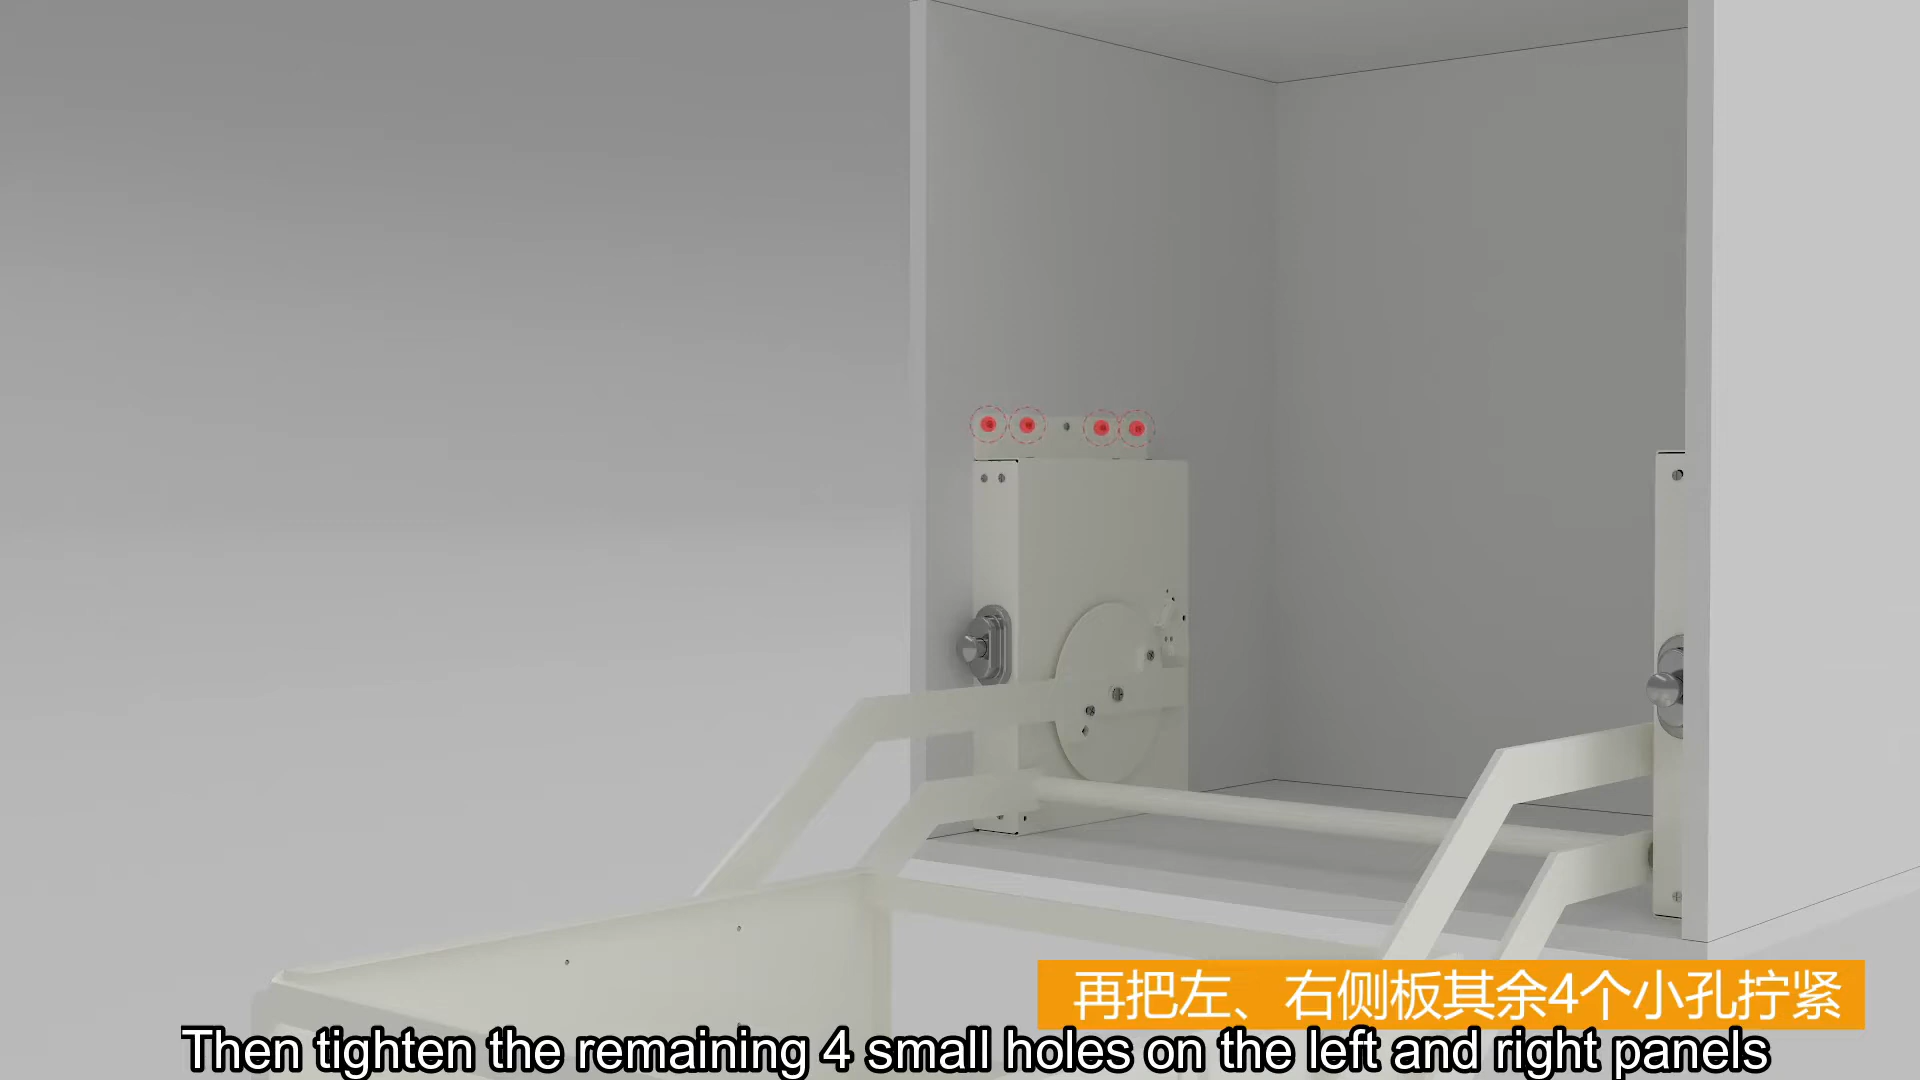 再把左、右侧板其余4个小孔拧紧
Then tighten the remaining 4 small holes on the left and right panels